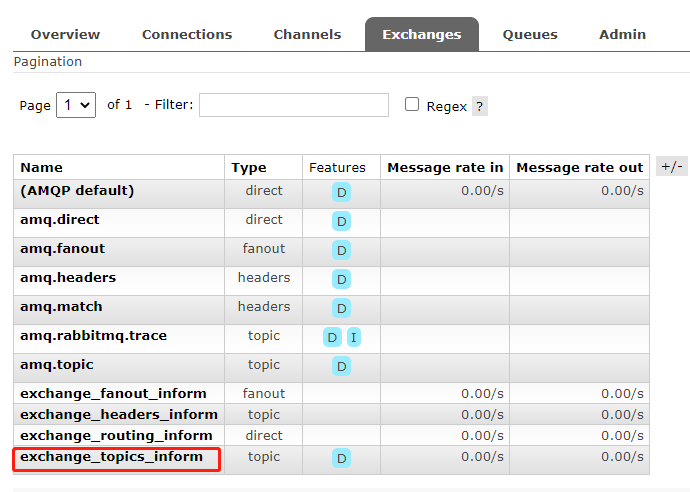 Overview Connections Channels Exchanges Queues Admin
Pagination
Page 1 of 1 - Filter: Regex ?
Name Type Features Message rate in Message rate out +/-
(AMQP default) direct D 0.00/s 0.00/s
amq.direct direct D
amq.fanout fanout D
amq.headers headers D
amq.match headers D
amq.rabbitmq.trace topic D I
amq.topic topic D
exchange_fanout_inform fanout 0.00/s 0.00/s
exchange_headers_inform topic 0.00/s 0.00/s
exchange_routing_inform direct 0.00/s 0.00/s
exchange_topics_inform topic D 0.00/s 0.00/s